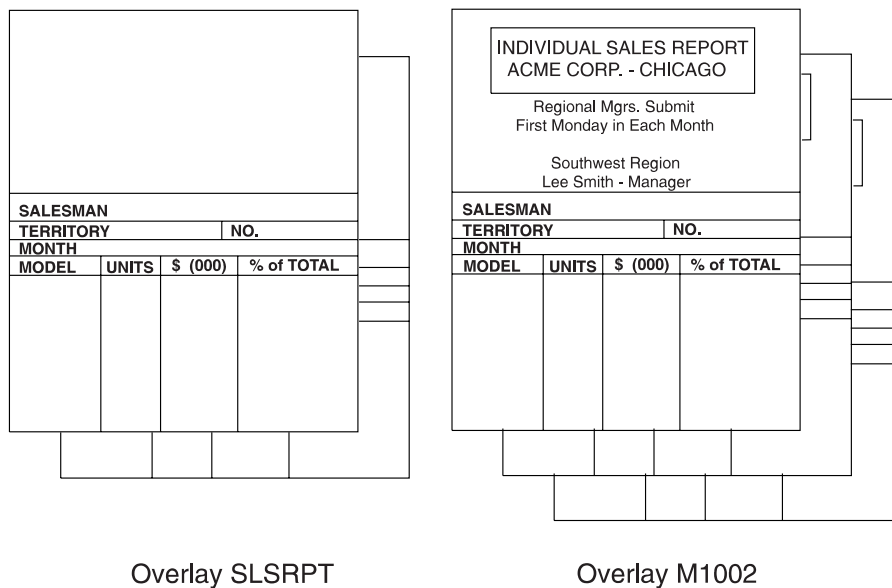 SALESMAN
TERRITORY NO.
MONTH
MODEL UNITS $ (000) % of TOTAL
Overlay SLSRPT
INDIVIDUAL SALES REPORT
ACME CORP. - CHICAGO
Regional Mgrs. Submit
First Monday in Each Month
Southwest Region
Lee Smith - Manager
SALESMAN
TERRITORY NO.
MONTH
MODEL UNITS $ (000) % of TOTAL
Overlay M1002